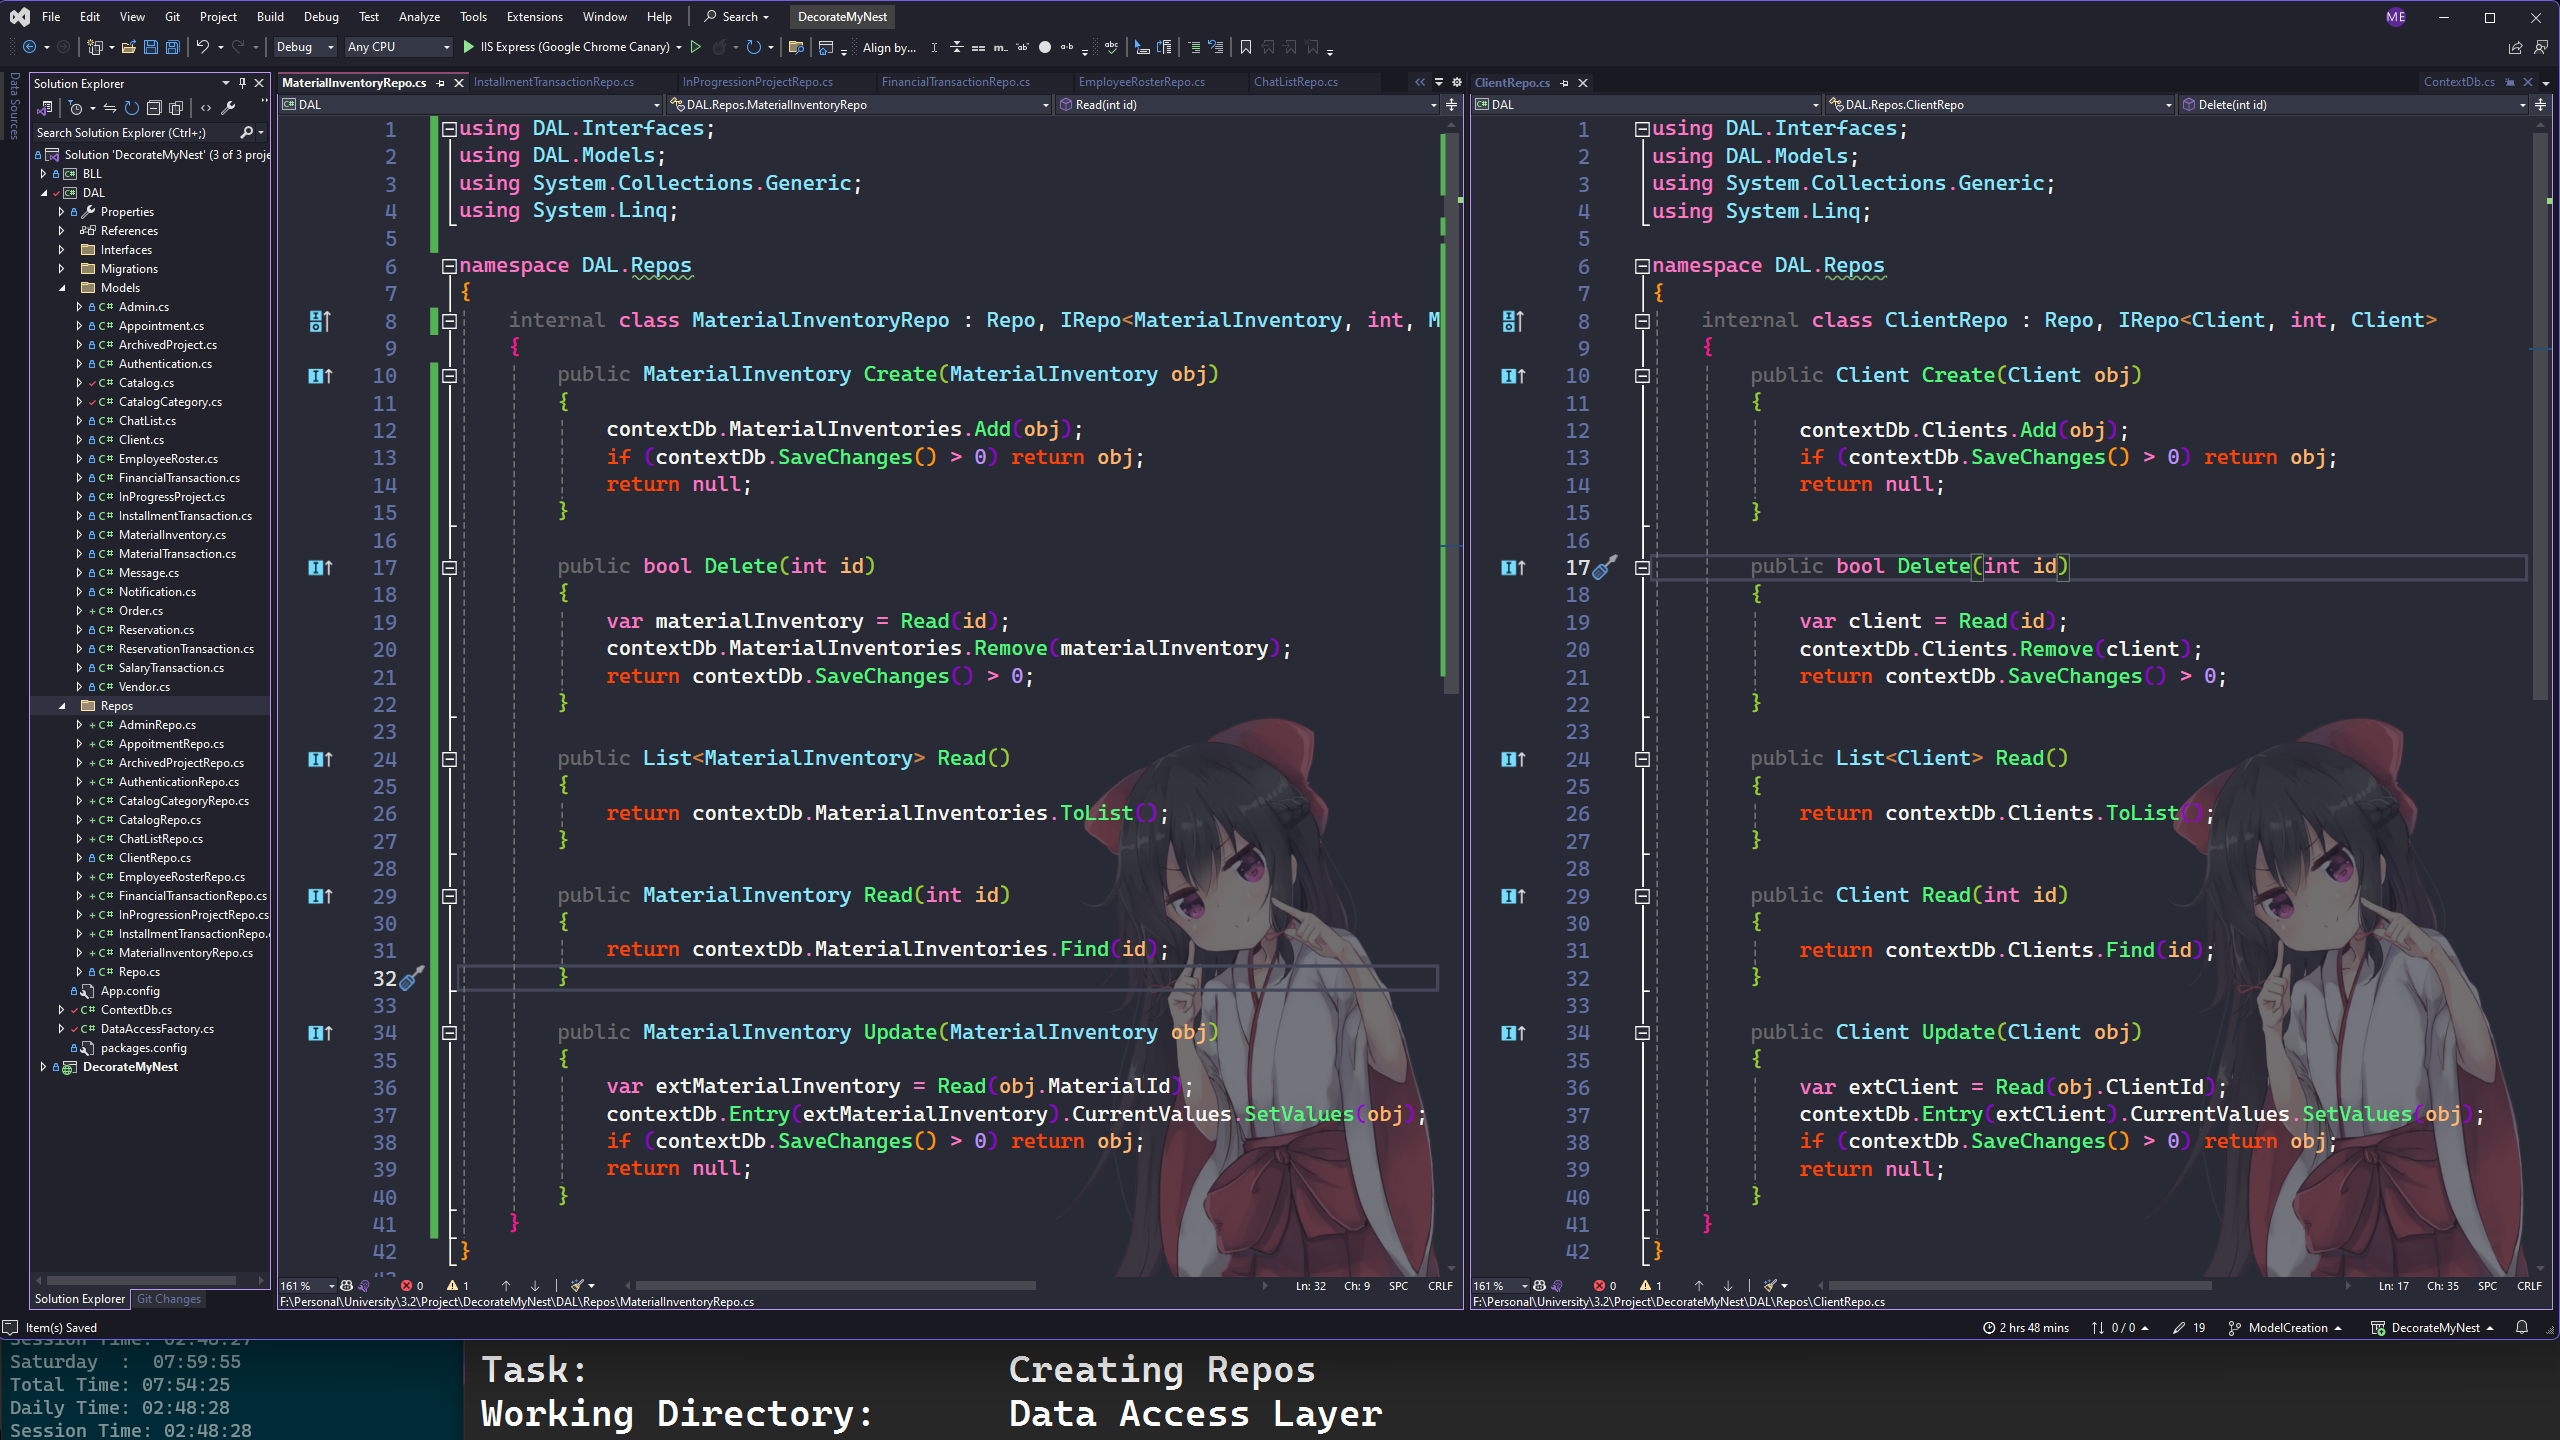 File Edit View Git Project Build Debug Test Analyze Tools Extensions Window Help Search DecorateMyNest ME
Debug Any CPU IIS Express (Google Chrome Canary) Align by...
Data Sources
Solution Explorer
Search Solution Explorer (Ctrl+;)
Solution 'DecorateMyNest' (3 of 3 proje
BLL
DAL
Properties
References
Interfaces
Migrations
Models
C# Admin.cs
C# Appointment.cs
C# ArchivedProject.cs
C# Authentication.cs
C# Catalog.cs
C# CatalogCategory.cs
C# ChatList.cs
C# Client.cs
C# EmployeeRoster.cs
C# FinancialTransaction.cs
C# InProgressProject.cs
C# InstallmentTransaction.cs
C# MaterialInventory.cs
C# MaterialTransaction.cs
C# Message.cs
C# Notification.cs
C# Order.cs
C# Reservation.cs
C# ReservationTransaction.cs
C# SalaryTransaction.cs
C# Vendor.cs
Repos
C# AdminRepo.cs
C# AppoitmentRepo.cs
C# ArchivedProjectRepo.cs
C# AuthenticationRepo.cs
C# CatalogCategoryRepo.cs
C# CatalogRepo.cs
C# ChatListRepo.cs
C# ClientRepo.cs
C# EmployeeRosterRepo.cs
C# FinancialTransactionRepo.cs
C# InProgressionProjectRepo.cs
C# InstallmentTransactionRepo.
C# MaterialInventoryRepo.cs
C# Repo.cs
App.config
C# ContextDb.cs
C# DataAccessFactory.cs
packages.config
DecorateMyNest
Solution Explorer Git Changes
MaterialInventoryRepo.cs InstallmentTransactionRepo.cs InProgressionProjectRepo.cs FinancialTransactionRepo.cs EmployeeRosterRepo.cs ChatListRepo.cs
DAL DAL.Repos.MaterialInventoryRepo Read(int id)
1 using DAL.Interfaces;
2 using DAL.Models;
3 using System.Collections.Generic;
4 using System.Linq;
5
6 namespace DAL.Repos
7 {
8 internal class MaterialInventoryRepo : Repo, IRepo<MaterialInventory, int, M
9 {
10 public MaterialInventory Create(MaterialInventory obj)
11 {
12 contextDb.MaterialInventories.Add(obj);
13 if (contextDb.SaveChanges() > 0) return obj;
14 return null;
15 }
16
17 public bool Delete(int id)
18 {
19 var materialInventory = Read(id);
20 contextDb.MaterialInventories.Remove(materialInventory);
21 return contextDb.SaveChanges() > 0;
22 }
23
24 public List<MaterialInventory> Read()
25 {
26 return contextDb.MaterialInventories.ToList();
27 }
28
29 public MaterialInventory Read(int id)
30 {
31 return contextDb.MaterialInventories.Find(id);
32 }
33
34 public MaterialInventory Update(MaterialInventory obj)
35 {
36 var extMaterialInventory = Read(obj.MaterialId);
37 contextDb.Entry(extMaterialInventory).CurrentValues.SetValues(obj);
38 if (contextDb.SaveChanges() > 0) return obj;
39 return null;
40 }
41 }
42 }
161 % 0 1 Ln: 32 Ch: 9 SPC CRLF
F:\Personal\University\3.2\Project\DecorateMyNest\DAL\Repos\MaterialInventoryRepo.cs
ClientRepo.cs ContextDb.cs
DAL DAL.Repos.ClientRepo Delete(int id)
1 using DAL.Interfaces;
2 using DAL.Models;
3 using System.Collections.Generic;
4 using System.Linq;
5
6 namespace DAL.Repos
7 {
8 internal class ClientRepo : Repo, IRepo<Client, int, Client>
9 {
10 public Client Create(Client obj)
11 {
12 contextDb.Clients.Add(obj);
13 if (contextDb.SaveChanges() > 0) return obj;
14 return null;
15 }
16
17 public bool Delete(int id)
18 {
19 var client = Read(id);
20 contextDb.Clients.Remove(client);
21 return contextDb.SaveChanges() > 0;
22 }
23
24 public List<Client> Read()
25 {
26 return contextDb.Clients.ToList();
27 }
28
29 public Client Read(int id)
30 {
31 return contextDb.Clients.Find(id);
32 }
33
34 public Client Update(Client obj)
35 {
36 var extClient = Read(obj.ClientId);
37 contextDb.Entry(extClient).CurrentValues.SetValues(obj);
38 if (contextDb.SaveChanges() > 0) return obj;
39 return null;
40 }
41 }
42 }
161 % 0 1 Ln: 17 Ch: 35 SPC CRLF
F:\Personal\University\3.2\Project\DecorateMyNest\DAL\Repos\ClientRepo.cs
Item(s) Saved 2 hrs 48 mins 0 / 0 19 ModelCreation DecorateMyNest
Session Time: 02:48:27
Saturday : 07:59:55
Total Time: 07:54:25
Daily Time: 02:48:28
Session Time: 02:48:28
Task: Creating Repos
Working Directory: Data Access Layer